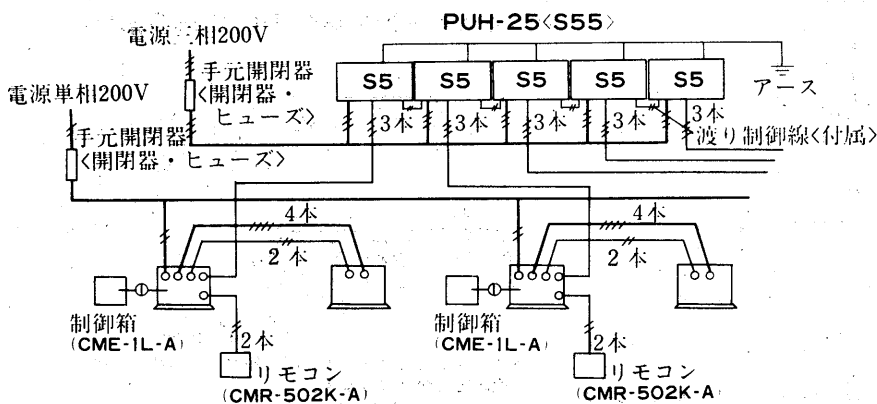 PUH-25〈S55〉
電源三相200V
手元開閉器
〈開閉器・
ヒューズ〉
S5
S5
S5
S5
S5
アース
電源単相200V
手元開閉器
〈開閉器・ヒューズ〉
3本
3本
3本
3本
3本
渡り制御線〈付属〉
4本
2本
4本
2本
制御箱
(CME-1L-A)
2本
リモコン
(CMR-502K-A)
制御箱
(CME-1L-A)
2本
リモコン
(CMR-502K-A)